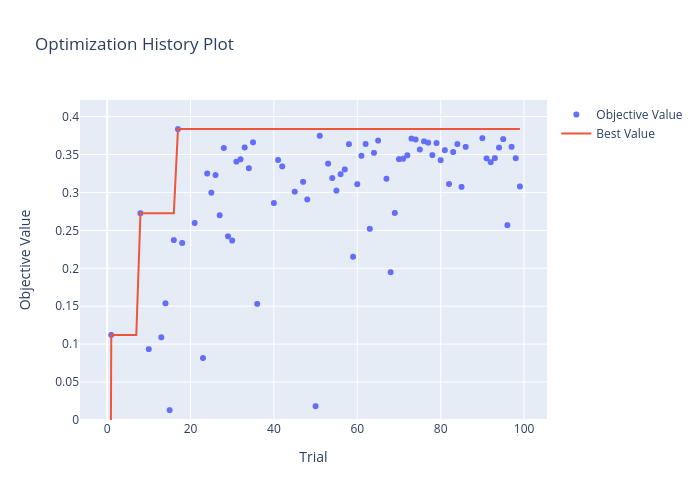 Optimization History Plot
Objective Value
Best Value
0.4
0.35
0.3
0.25
0.2
0.15
0.1
0.05
0
0 20 40 60 80 100
Trial
Objective Value